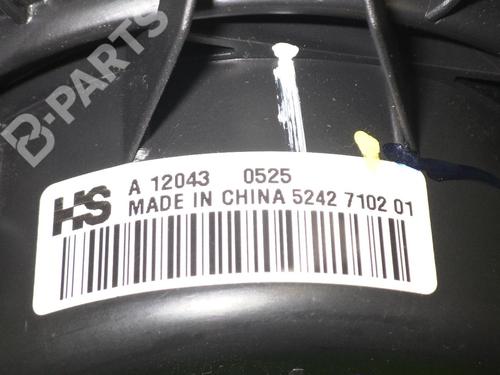 B-PARTS
HS
A 12043 0525
MADE IN CHINA 5242 7102 01